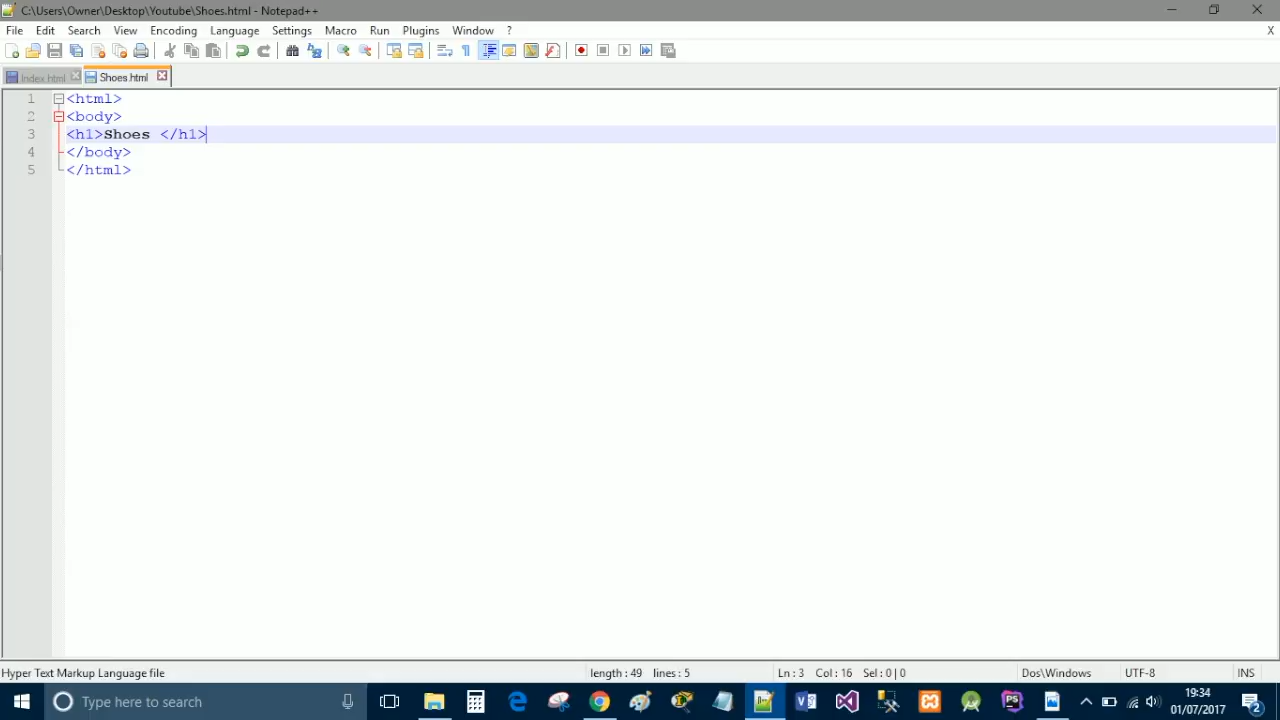 C:\Users\Owner\Desktop\Youtube\Shoes.html - Notepad++
File Edit Search View Encoding Language Settings Macro Run Plugins Window ? X
Index.html Shoes.html
1 <html>
2 <body>
3 <h1>Shoes </h1>
4 </body>
5 </html>
Hyper Text Markup Language file length : 49 lines : 5 Ln : 3 Col : 16 Sel : 0 | 0 Dos\Windows UTF-8 INS
Type here to search
19:34
01/07/2017
2